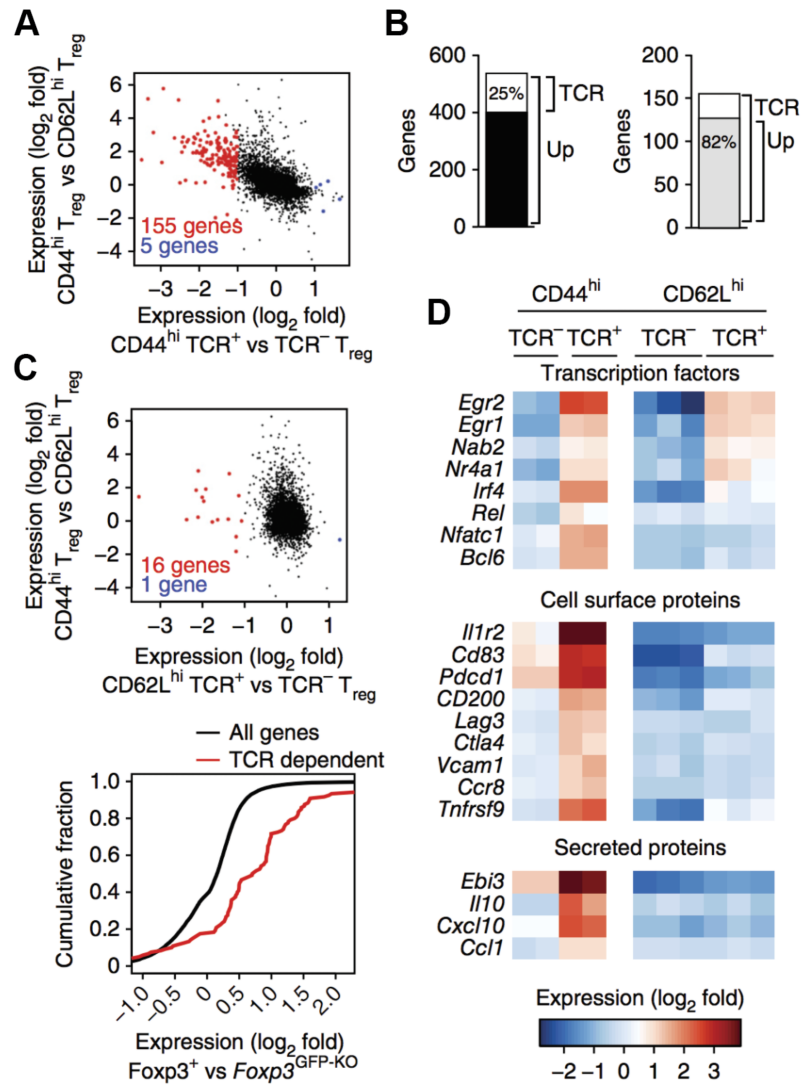 A
Expression (log2 fold)
CD44hi Treg vs CD62Lhi Treg
6
4
2
0
−2
−4
155 genes
5 genes
−3 −2 −1 0 1
Expression (log2 fold)
CD44hi TCR+ vs TCR− Treg
B
Genes
600
400
200
0
25%
TCR
Up
Genes
200
150
100
50
0
82%
TCR
Up
C
Expression (log2 fold)
CD44hi Treg vs CD62Lhi Treg
6
4
2
0
−2
−4
16 genes
1 gene
−3 −2 −1 0 1
Expression (log2 fold)
CD62Lhi TCR+ vs TCR− Treg
All genes
TCR dependent
Cumulative fraction
1.0
0.8
0.6
0.4
0.2
0
−1.0 −0.5 0 0.5 1.0 1.5 2.0
Expression (log2 fold)
Foxp3+ vs Foxp3GFP-KO
D
CD44hi CD62Lhi
TCR− TCR+ TCR− TCR+
Transcription factors
Egr2
Egr1
Nab2
Nr4a1
Irf4
Rel
Nfatc1
Bcl6
Cell surface proteins
Il1r2
Cd83
Pdcd1
CD200
Lag3
Ctla4
Vcam1
Ccr8
Tnfrsf9
Secreted proteins
Ebi3
Il10
Cxcl10
Ccl1
Expression (log2 fold)
−2 −1 0 1 2 3